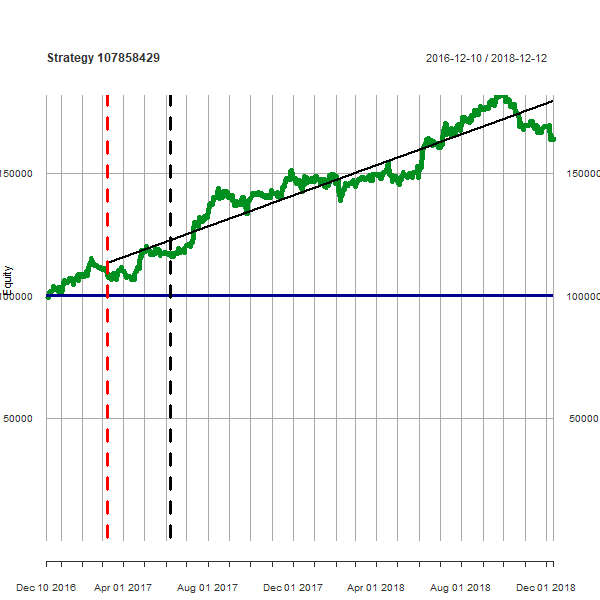 Strategy 107858429
2016-12-10 / 2018-12-12
150000 150000
Equity
100000 100000
50000 50000
Dec 10 2016 Apr 01 2017 Aug 01 2017 Dec 01 2017 Apr 01 2018 Aug 01 2018 Dec 01 2018